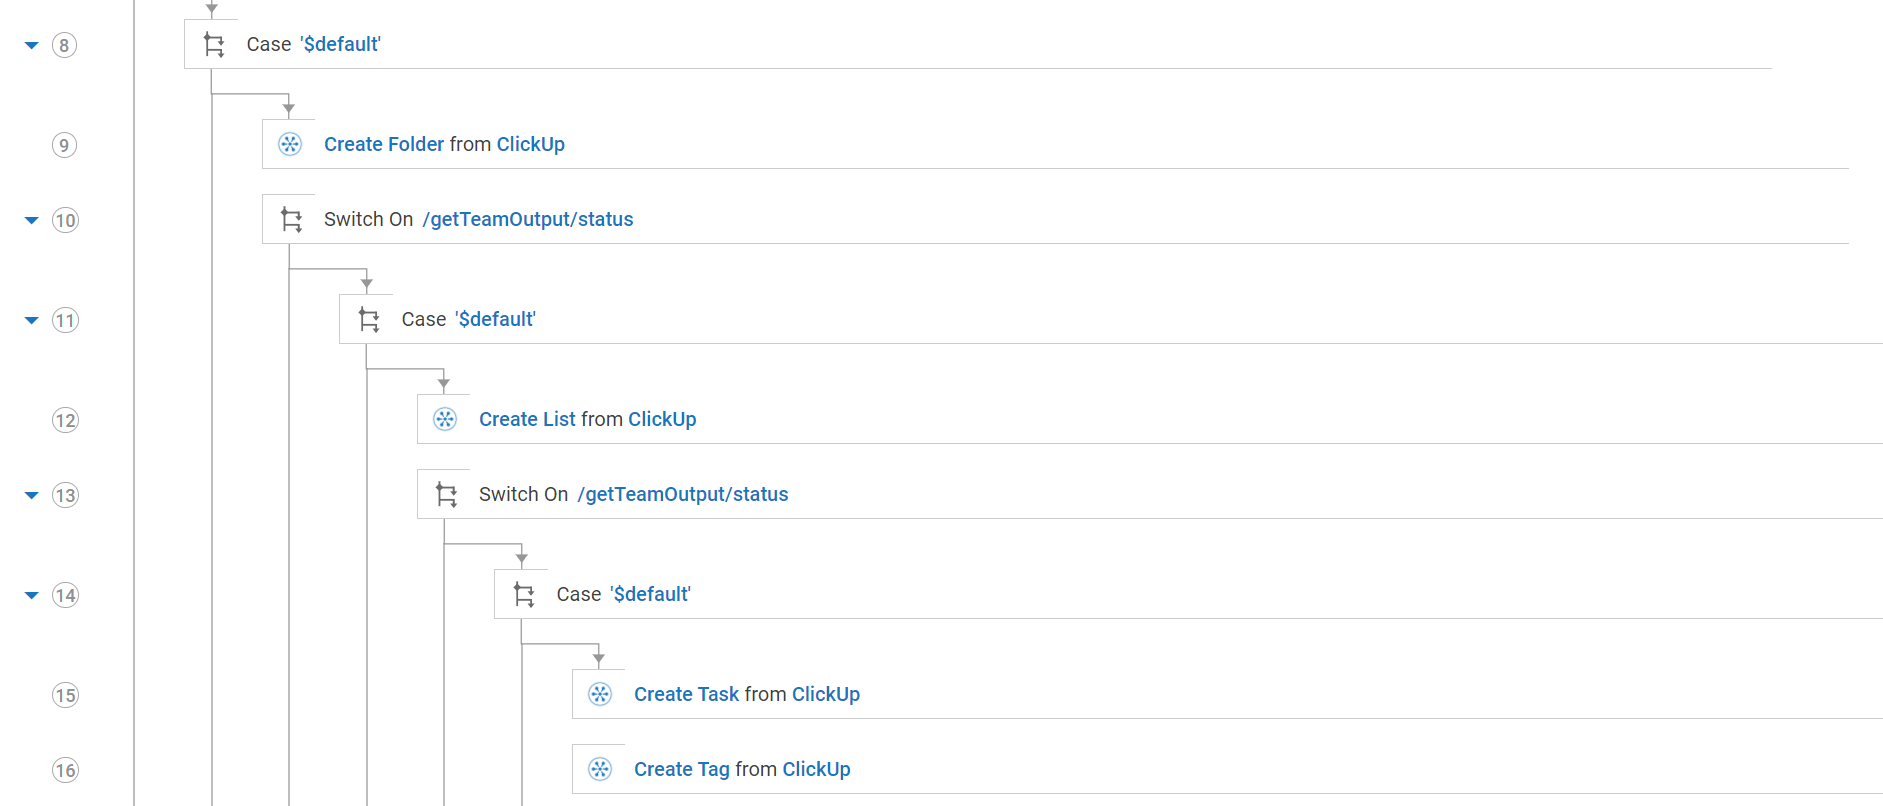 8 Case '$default'
9 Create Folder from ClickUp
10 Switch On /getTeamOutput/status
11 Case '$default'
12 Create List from ClickUp
13 Switch On /getTeamOutput/status
14 Case '$default'
15 Create Task from ClickUp
16 Create Tag from ClickUp